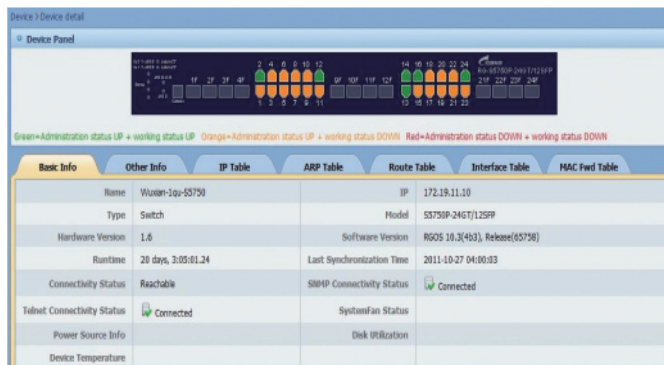 Device > Device detail
Device Panel
2 4 6 8 10 12 14 16 18 20 22 24
RG-S5750P-24GT/12SFP
1F 2F 3F 4F 9F 10F 11F 12F 21F 22F 23F 24F
1 3 5 7 9 11 13 15 17 19 21 23
Green=Administration status UP + working status UP Orange=Administration status UP + working status DOWN Red=Administration status DOWN + working status DOWN
Basic Info Other Info IP Table ARP Table Route Table Interface Table MAC Fwd Table
Name Wuxian-1qu-S5750 IP 172.19.11.10
Type Switch Model S5750P-24GT/12SFP
Hardware Version 1.6 Software Version RGOS 10.3(4b3), Release(65758)
Runtime 20 days, 3:05:01.24 Last Synchronization Time 2011-10-27 04:00:03
Connectivity Status Reachable SNMP Connectivity Status Connected
Telnet Connectivity Status Connected SystemFan Status
Power Source Info Disk Utilization
Device Temperature